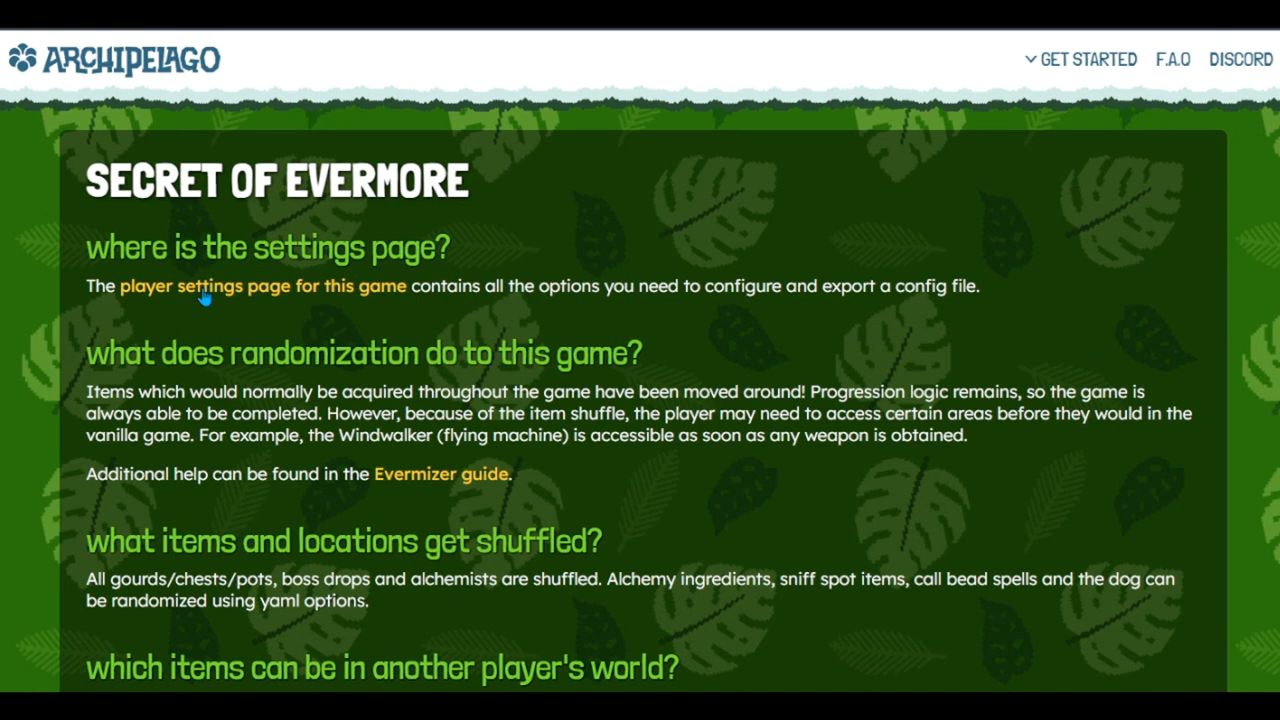 ARCHIPELAGO
GET STARTED F.A.Q DISCORD
SECRET OF EVERMORE
where is the settings page?
The player settings page for this game contains all the options you need to configure and export a config file.
what does randomization do to this game?
Items which would normally be acquired throughout the game have been moved around! Progression logic remains, so the game is
always able to be completed. However, because of the item shuffle, the player may need to access certain areas before they would in the
vanilla game. For example, the Windwalker (flying machine) is accessible as soon as any weapon is obtained.
Additional help can be found in the Evermizer guide.
what items and locations get shuffled?
All gourds/chests/pots, boss drops and alchemists are shuffled. Alchemy ingredients, sniff spot items, call bead spells and the dog can
be randomized using yaml options.
which items can be in another player's world?